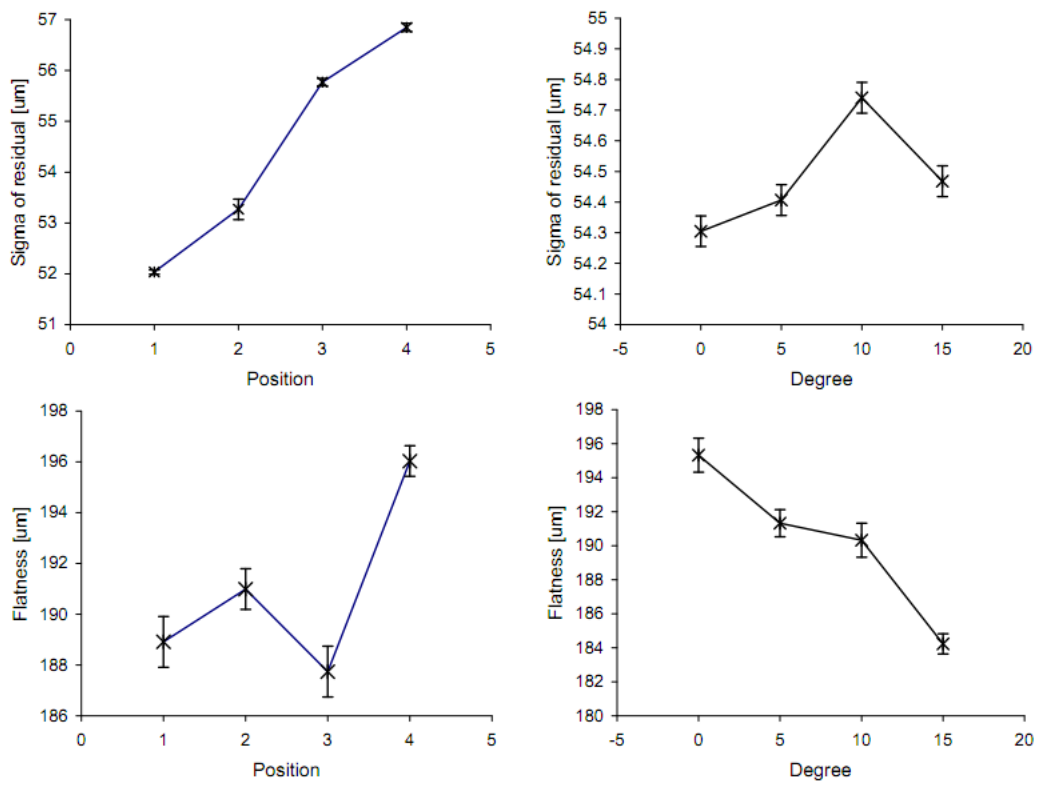 Sigma of residual [um]
57
56
55
54
53
52
51
0 1 2 3 4 5
Position
Sigma of residual [um]
55
54.9
54.8
54.7
54.6
54.5
54.4
54.3
54.2
54.1
54
-5 0 5 10 15 20
Degree
Flatness [um]
198
196
194
192
190
188
186
0 1 2 3 4 5
Position
Flatness [um]
198
196
194
192
190
188
186
184
182
180
-5 0 5 10 15 20
Degree